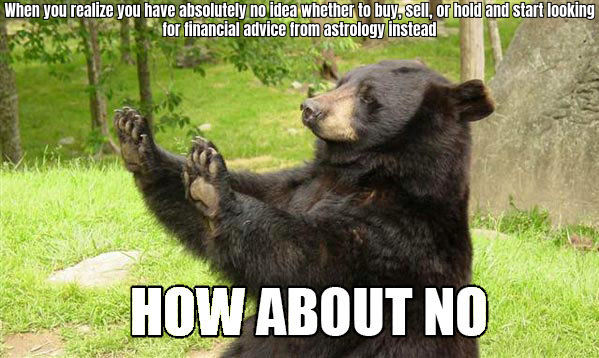 When you realize you have absolutely no idea whether to buy, sell, or hold and start looking
for financial advice from astrology instead
HOW ABOUT NO